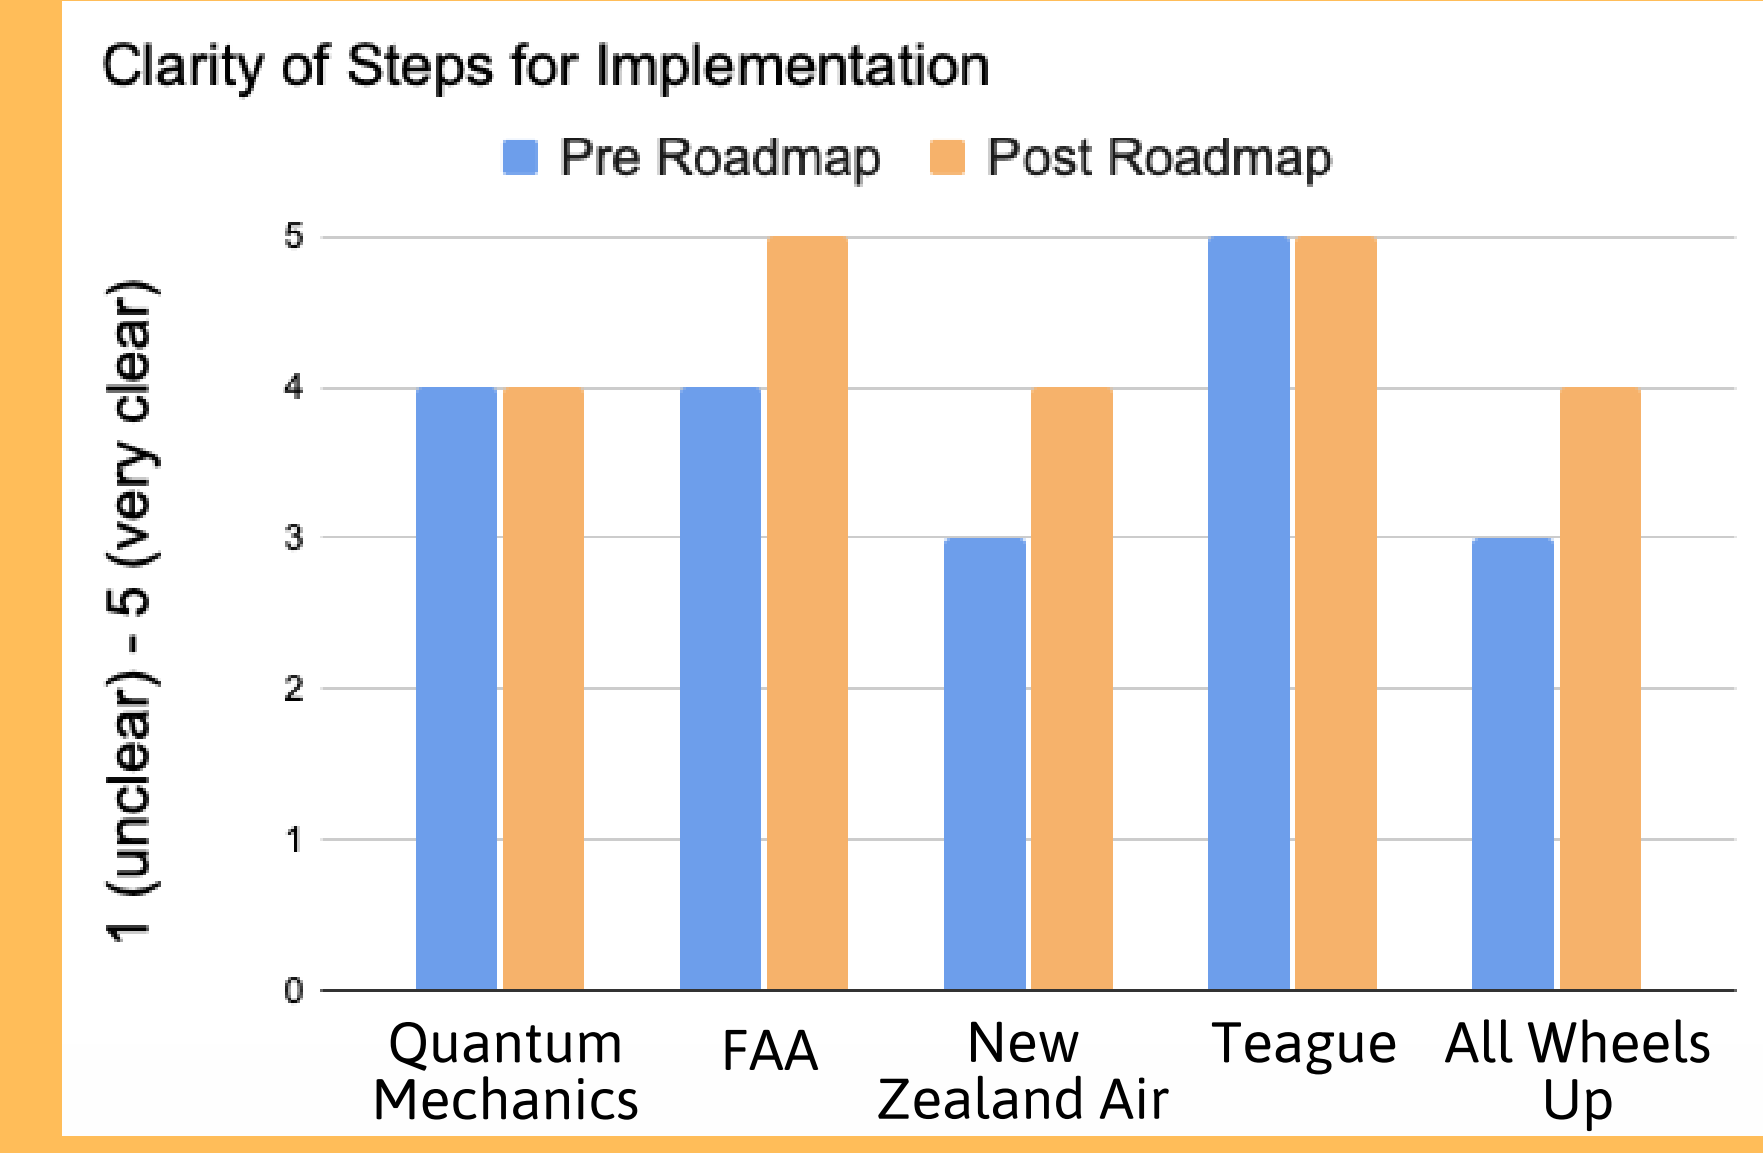 Clarity of Steps for Implementation
Pre Roadmap Post Roadmap
1 (unclear) - 5 (very clear)
5
4
3
2
1
0
Quantum
Mechanics
FAA
New
Zealand Air
Teague
All Wheels
Up